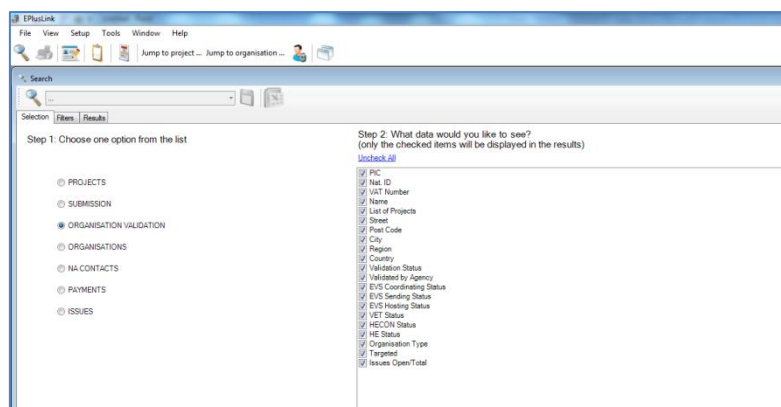 EPlusLink
File View Setup Tools Window Help
Jump to project ... Jump to organisation ...
Search
...
Selection Filters Results
Step 1: Choose one option from the list
PROJECTS
SUBMISSION
ORGANISATION VALIDATION
ORGANISATIONS
NA CONTACTS
PAYMENTS
ISSUES
Step 2: What data would you like to see?
(only the checked items will be displayed in the results)
Uncheck All
PIC
Nat. ID
VAT Number
Name
List of Projects
Street
Post Code
City
Region
Country
Validation Status
Validated by Agency
EVS Coordinating Status
EVS Sending Status
EVS Hosting Status
VET Status
HECON Status
HE Status
Organisation Type
Targeted
Issues Open/Total